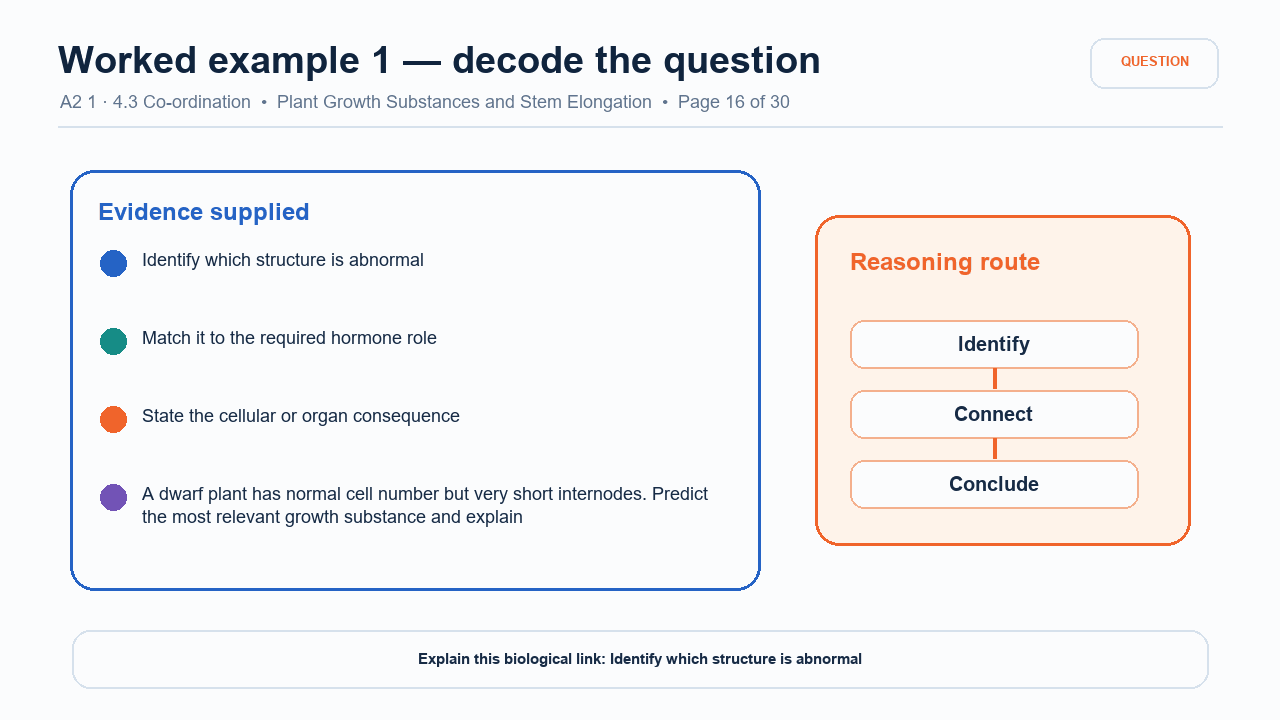 Worked example 1 — decode the question
QUESTION
A2 1 · 4.3 Co-ordination • Plant Growth Substances and Stem Elongation • Page 16 of 30
Evidence supplied
Identify which structure is abnormal
Match it to the required hormone role
State the cellular or organ consequence
A dwarf plant has normal cell number but very short internodes. Predict
the most relevant growth substance and explain
Reasoning route
Identify
Connect
Conclude
Explain this biological link: Identify which structure is abnormal